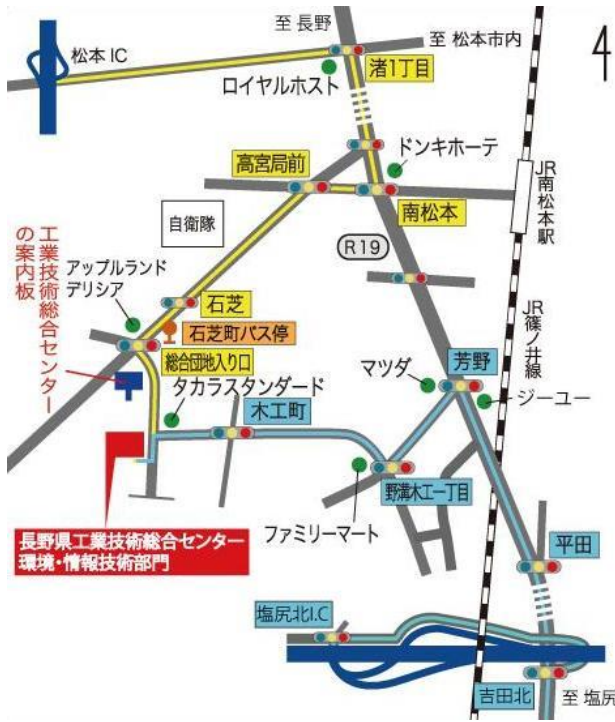 至 長野
至 松本市内
松本 IC
渚1丁目
ロイヤルホスト
ドンキホーテ
高宮局前
JR
南松本駅
南松本
自衛隊
R19
工業技術総合センター
の案内板
アップルランド
デリシア
石芝
石芝町バス停
JR
篠ノ井線
総合団地入り口
マツダ
芳野
タカラスタンダード
ジーユー
木工町
野溝木工一丁目
ファミリーマート
長野県工業技術総合センター
環境・情報技術部門
平田
塩尻北I.C
吉田北
至 塩尻